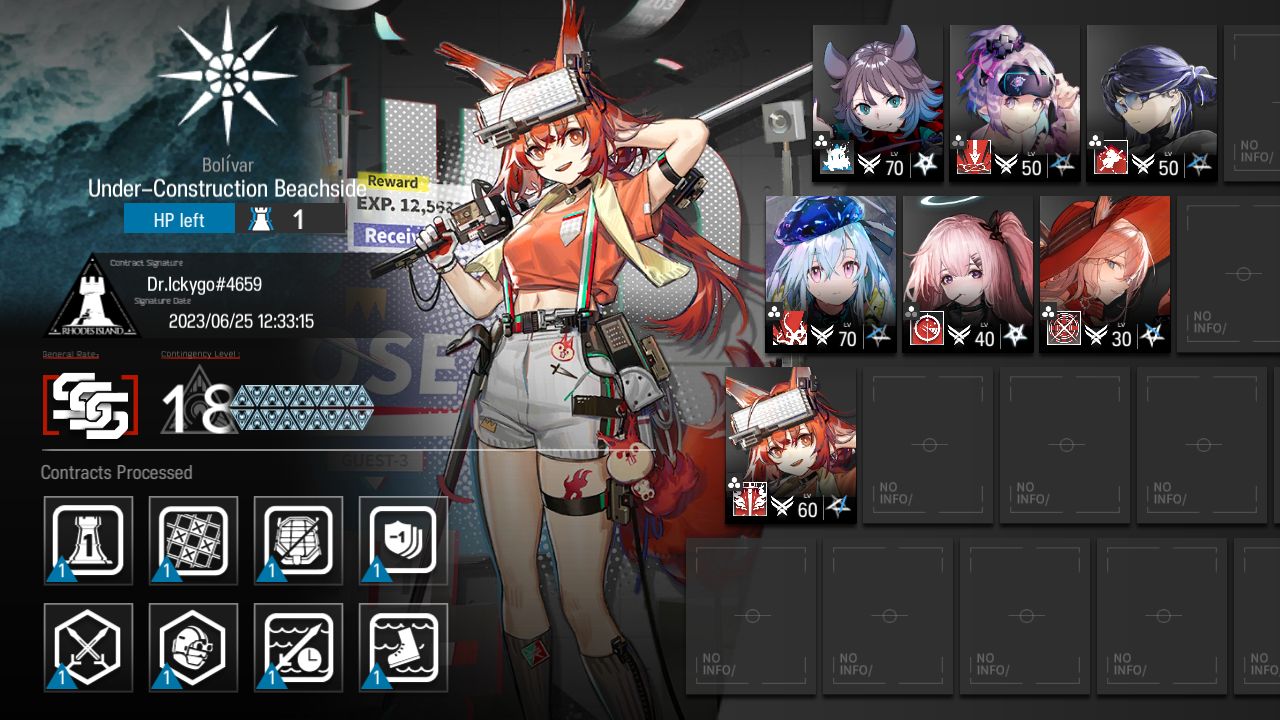 Bolívar
Under-Construction Beachside
HP left 1
Reward
EXP. 12,563
Contract Signature
Dr.Ickygo#4659
Signature Date
2023/06/25 12:33:15
RHODES ISLAND
General Rate:
Contingency Level:
18
GUEST-3
Contracts Processed
1
1
1
-1
1
1
1
1
1
LV
70
LV
50
LV
50
NO
INFO/
LV
70
LV
40
LV
30
NO
INFO/
LV
60
NO
INFO/
NO
INFO/
NO
INFO/
NO
INFO/
NO
INFO/
NO
INFO/
NO
INFO/
NO
INFO/